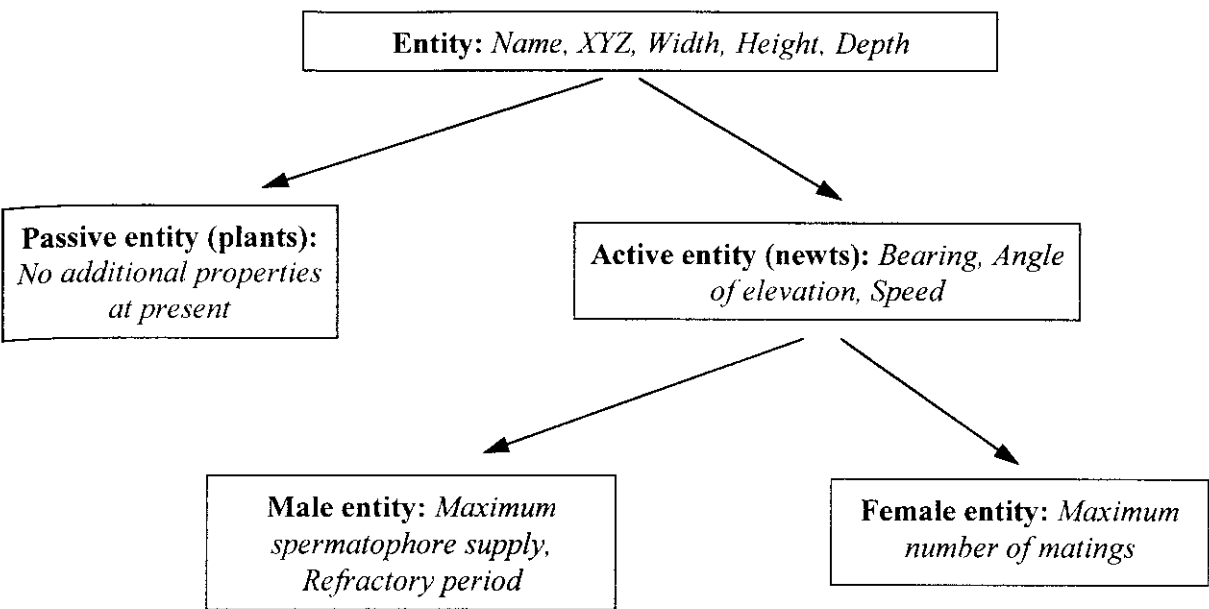 Entity: Name, XYZ, Width, Height, Depth
Passive entity (plants):
No additional properties
at present
Active entity (newts): Bearing, Angle
of elevation, Speed
Male entity: Maximum
spermatophore supply,
Refractory period
Female entity: Maximum
number of matings